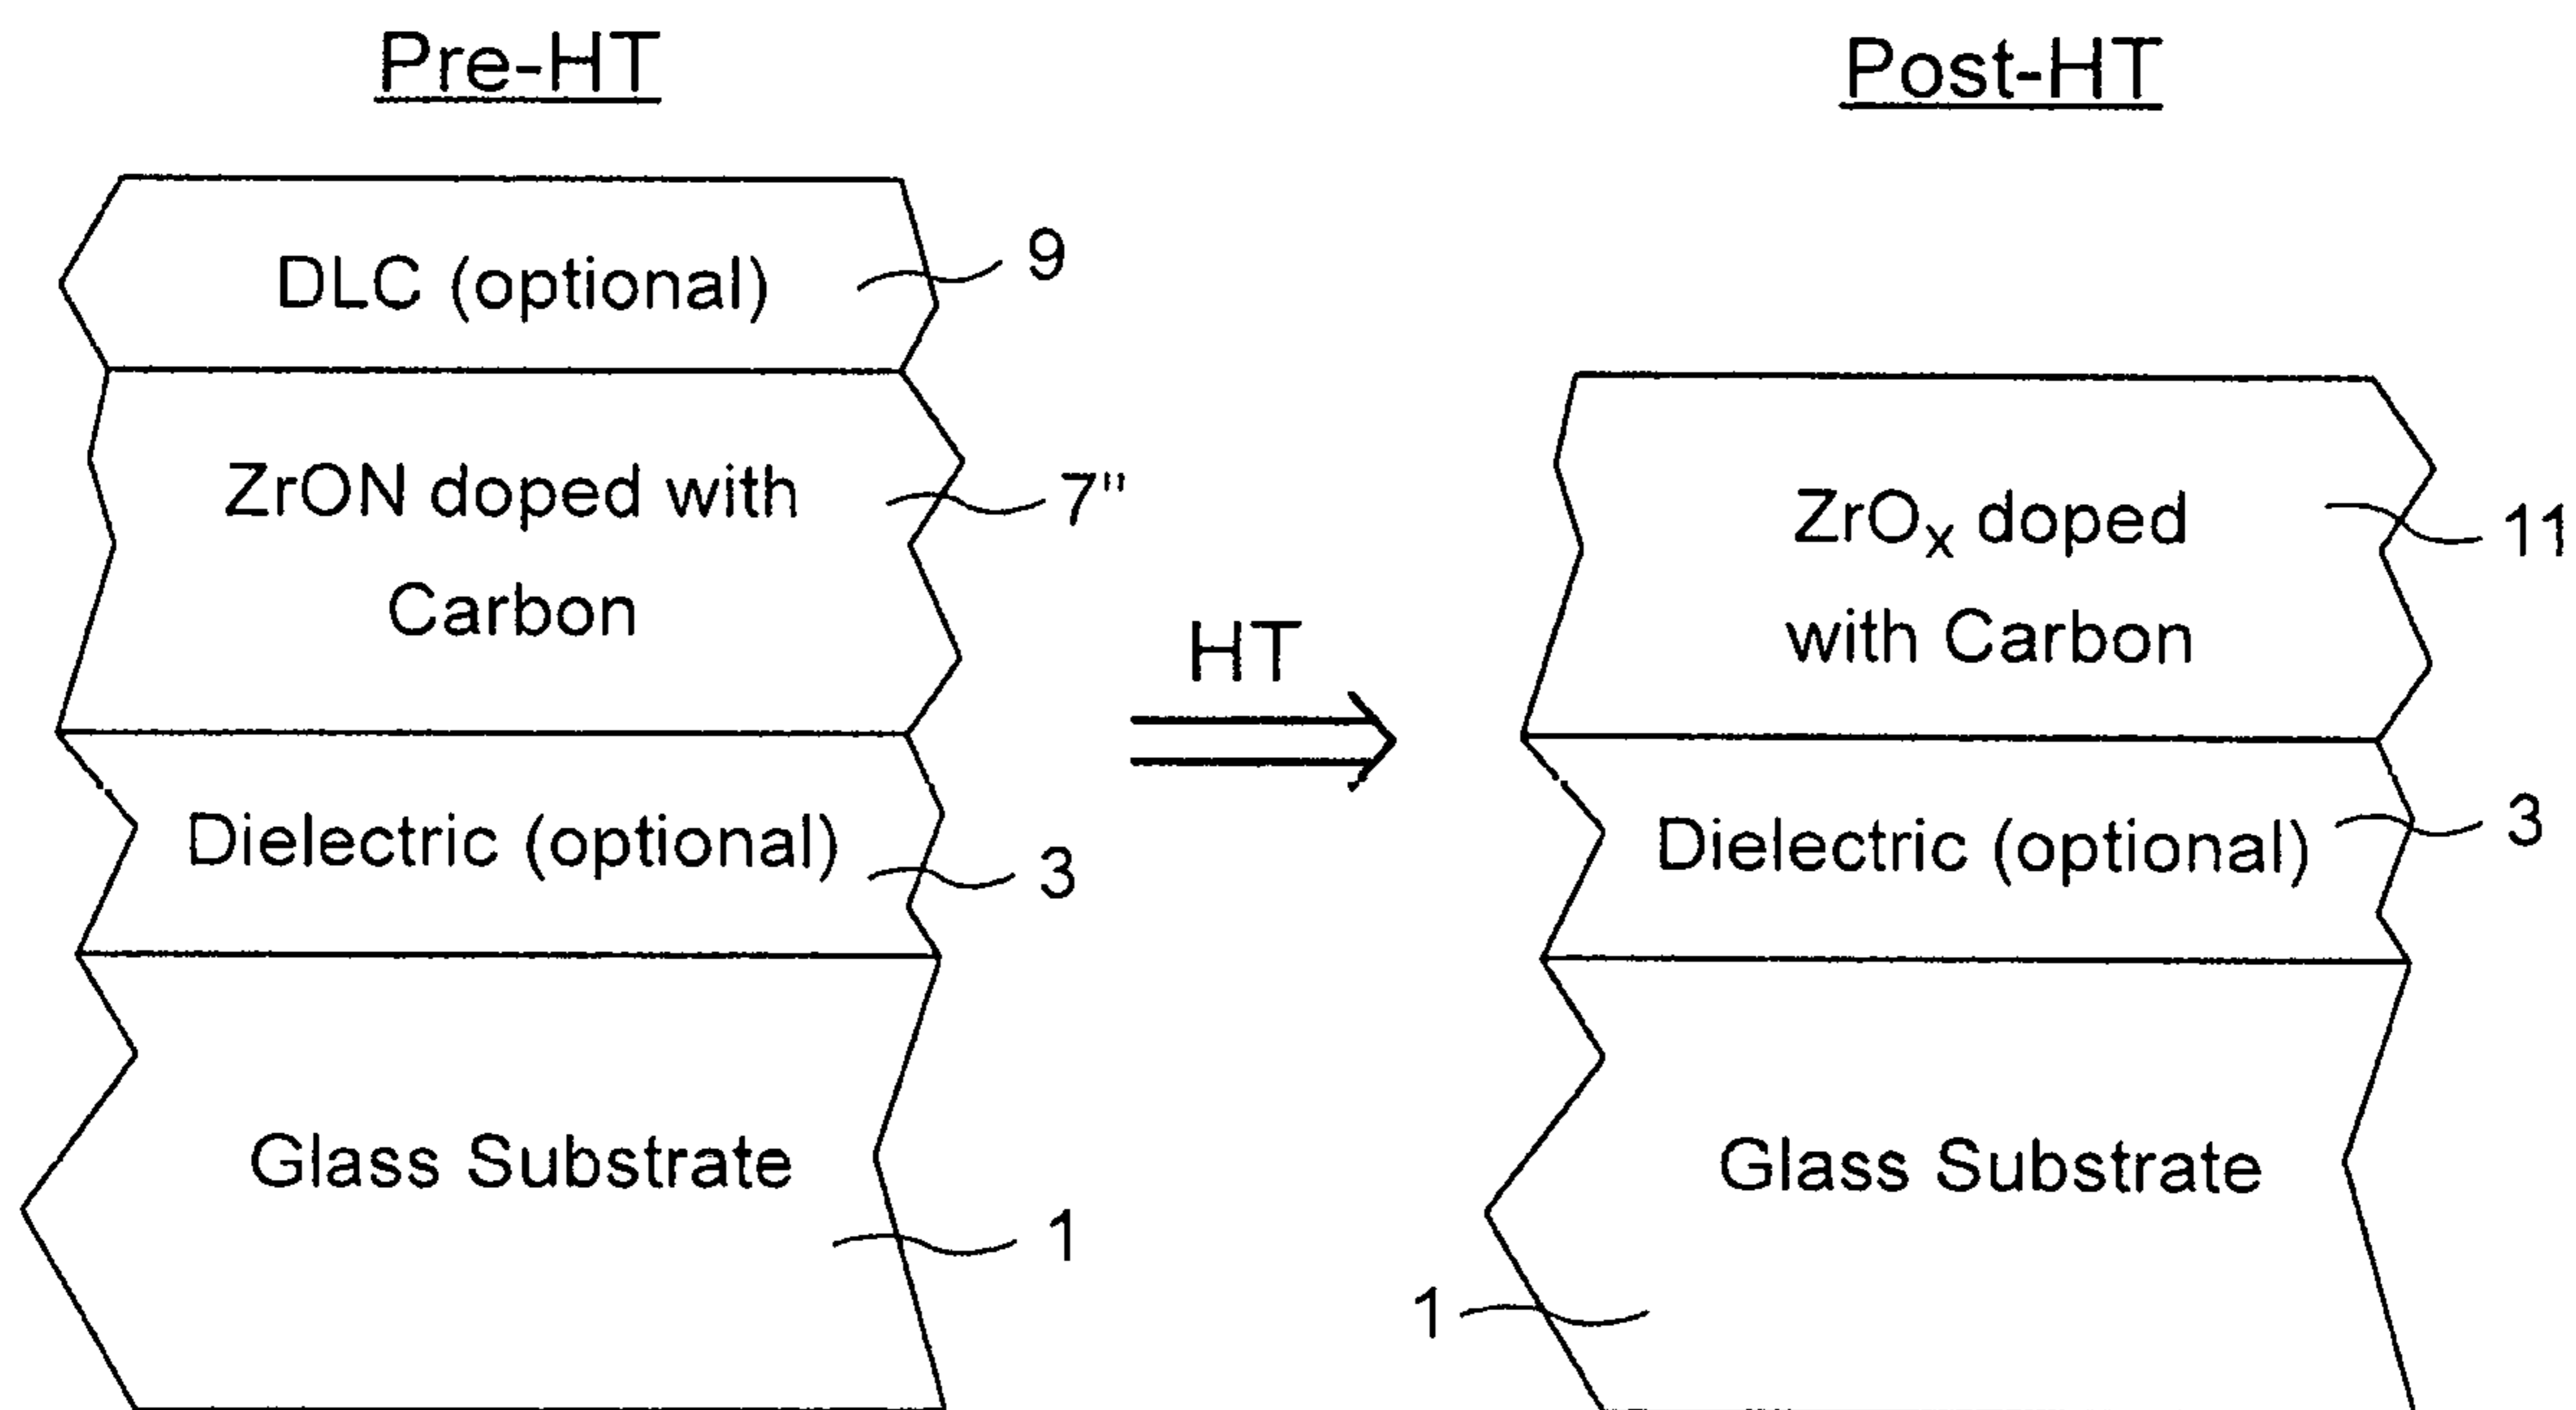 Pre-HT
DLC (optional)
9
ZrON doped with
Carbon
7"
Dielectric (optional)
3
Glass Substrate
1
HT
Post-HT
ZrOx doped
with Carbon
11
Dielectric (optional)
3
Glass Substrate
1